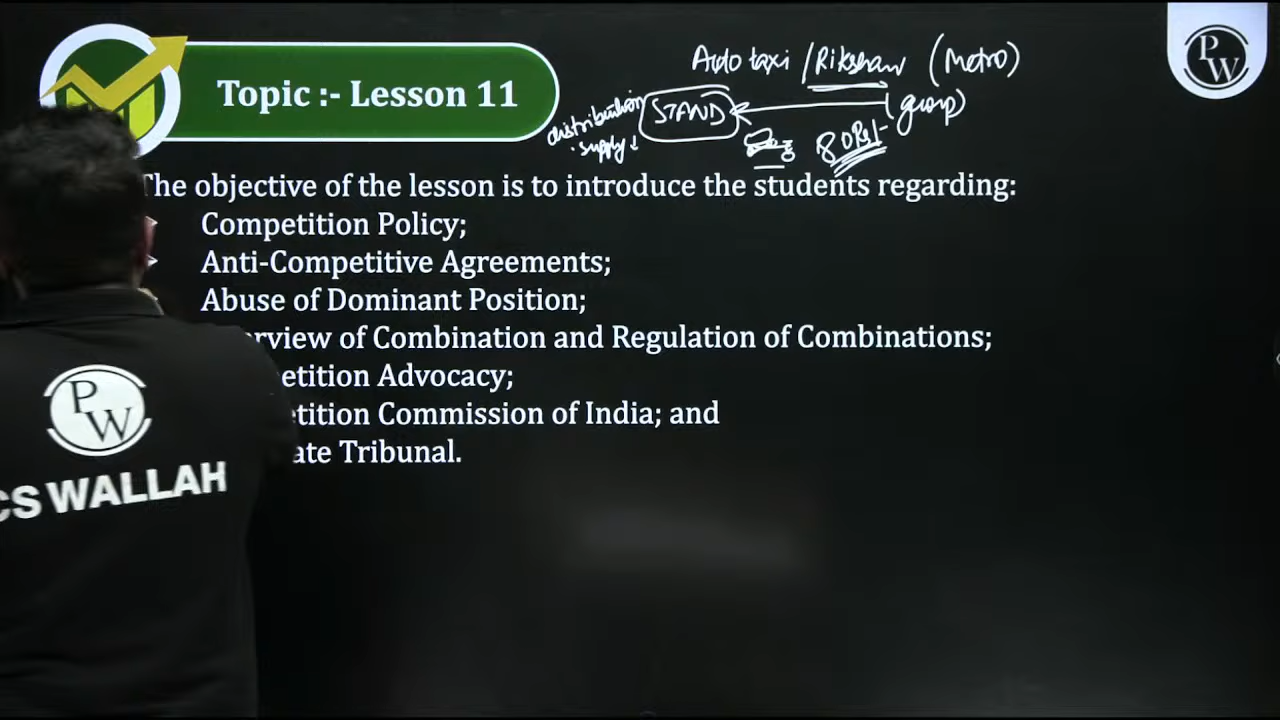 Topic :- Lesson 11
Auto taxi / Rikshaw (Metro)
STAND
(group)
distribution
supply ↓
The objective of the lesson is to introduce the students regarding:
Competition Policy;
Anti-Competitive Agreements;
Abuse of Dominant Position;
rview of Combination and Regulation of Combinations;
etition Advocacy;
etition Commission of India; and
ate Tribunal.
PW
PW
CS WALLAH